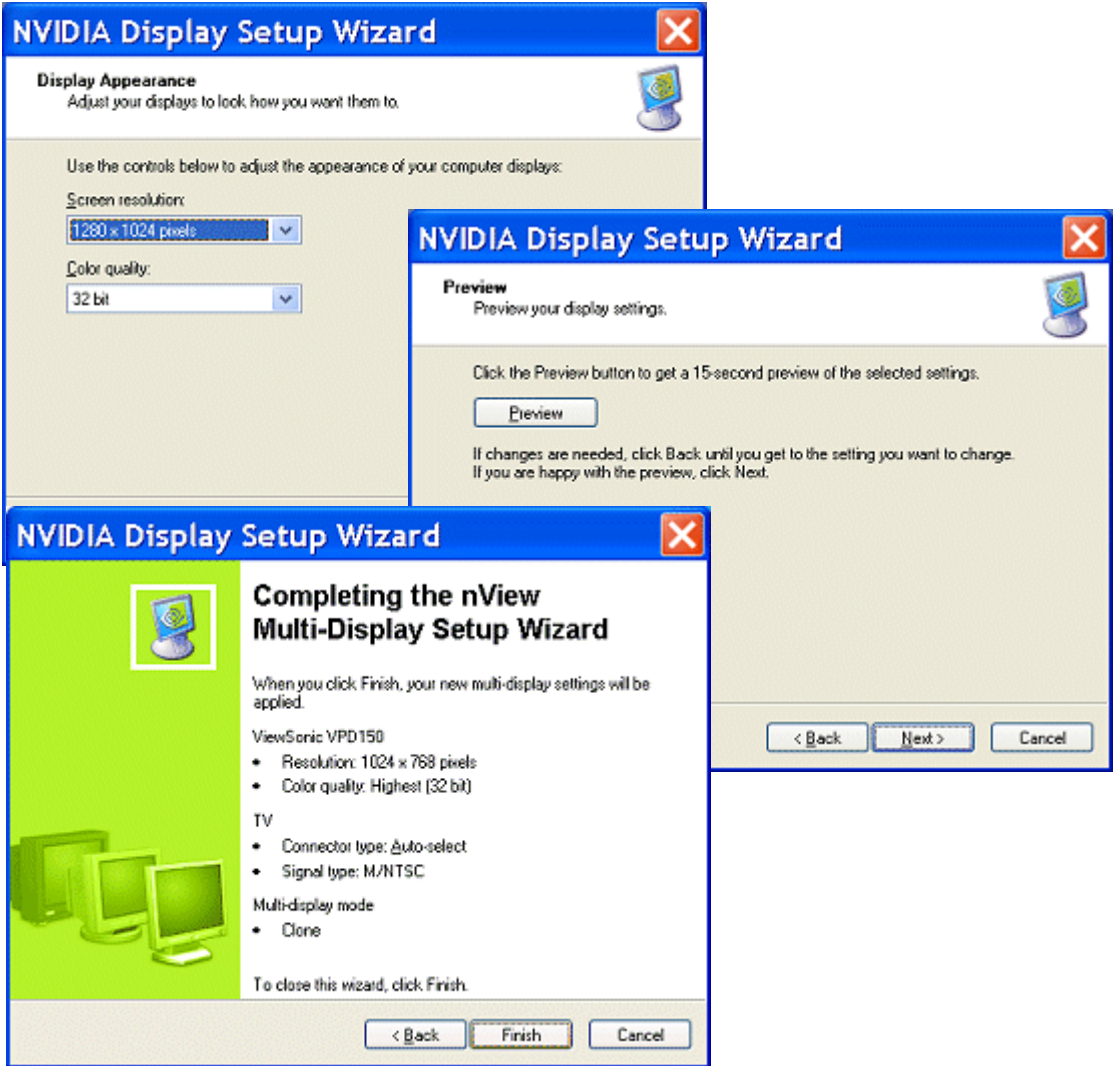 NVIDIA Display Setup Wizard
Display Appearance
Adjust your displays to look how you want them to.
Use the controls below to adjust the appearance of your computer displays:
Screen resolution:
1280 x 1024 pixels
Color quality:
32 bit
NVIDIA Display Setup Wizard
Preview
Preview your display settings.
Click the Preview button to get a 15-second preview of the selected settings.
Preview
If changes are needed, click Back until you get to the setting you want to change.
If you are happy with the preview, click Next.
< Back Next > Cancel
NVIDIA Display Setup Wizard
Completing the nView
Multi-Display Setup Wizard
When you click Finish, your new multi-display settings will be
applied.
ViewSonic VPD150
• Resolution: 1024 x 768 pixels
• Color quality: Highest (32 bit)
TV
• Connector type: Auto-select
• Signal type: M/NTSC
Multi-display mode
• Clone
To close this wizard, click Finish.
< Back Finish Cancel